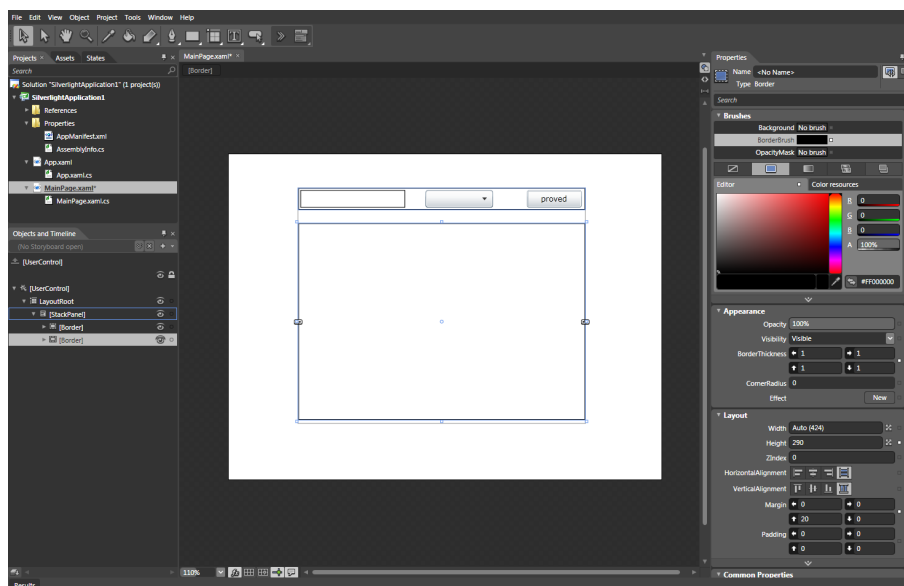 File Edit View Object Project Tools Window Help
Projects × Assets States
Search
Solution "SilverlightApplication1" (1 project(s))
SilverlightApplication1
References
Properties
AppManifest.xml
AssemblyInfo.cs
App.xaml
App.xaml.cs
MainPage.xaml*
MainPage.xaml.cs
Objects and Timeline
(No Storyboard open)
[UserControl]
[UserControl]
LayoutRoot
[StackPanel]
[Border]
[Border]
Results
MainPage.xaml* ×
[Border]
proved
110%
Properties
Name <No Name>
Type Border
Search
Brushes
Background No brush
BorderBrush
OpacityMask No brush
Editor Color resources
R 0
G 0
B 0
A 100%
#FF000000
Appearance
Opacity 100%
Visibility Visible
BorderThickness 1 1
1 1
CornerRadius 0
Effect New
Layout
Width Auto (424)
Height 290
ZIndex 0
HorizontalAlignment
VerticalAlignment
Margin 0 0
20 0
Padding 0 0
0 0
Common Properties